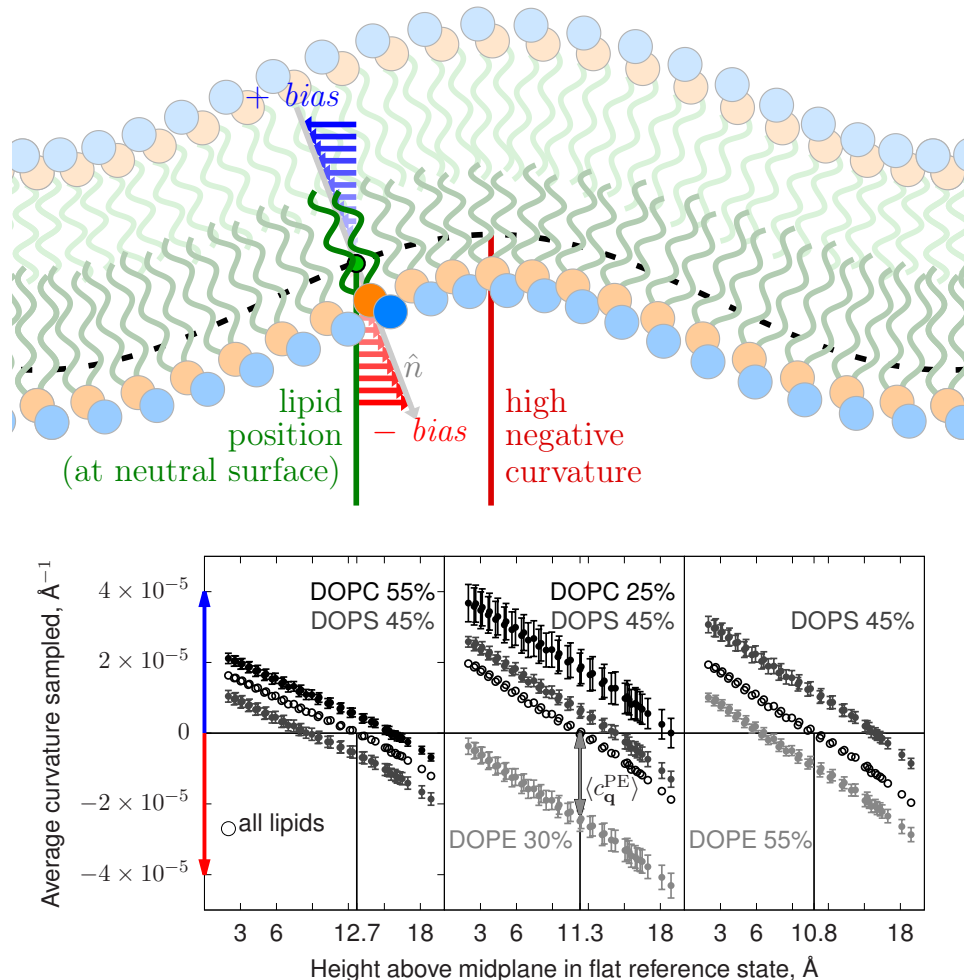 + bias
n̂
− bias
lipid
position
(at neutral surface)
high
negative
curvature
Average curvature sampled, Å⁻¹
4 × 10⁻⁵
2 × 10⁻⁵
0
−2 × 10⁻⁵
−4 × 10⁻⁵
DOPC 55%
DOPS 45%
all lipids
DOPC 25%
DOPS 45%
⟨c_q^PE⟩
DOPE 30%
DOPS 45%
DOPE 55%
3 6 12.7 18
3 6 11.3 18
3 6 10.8 18
Height above midplane in flat reference state, Å